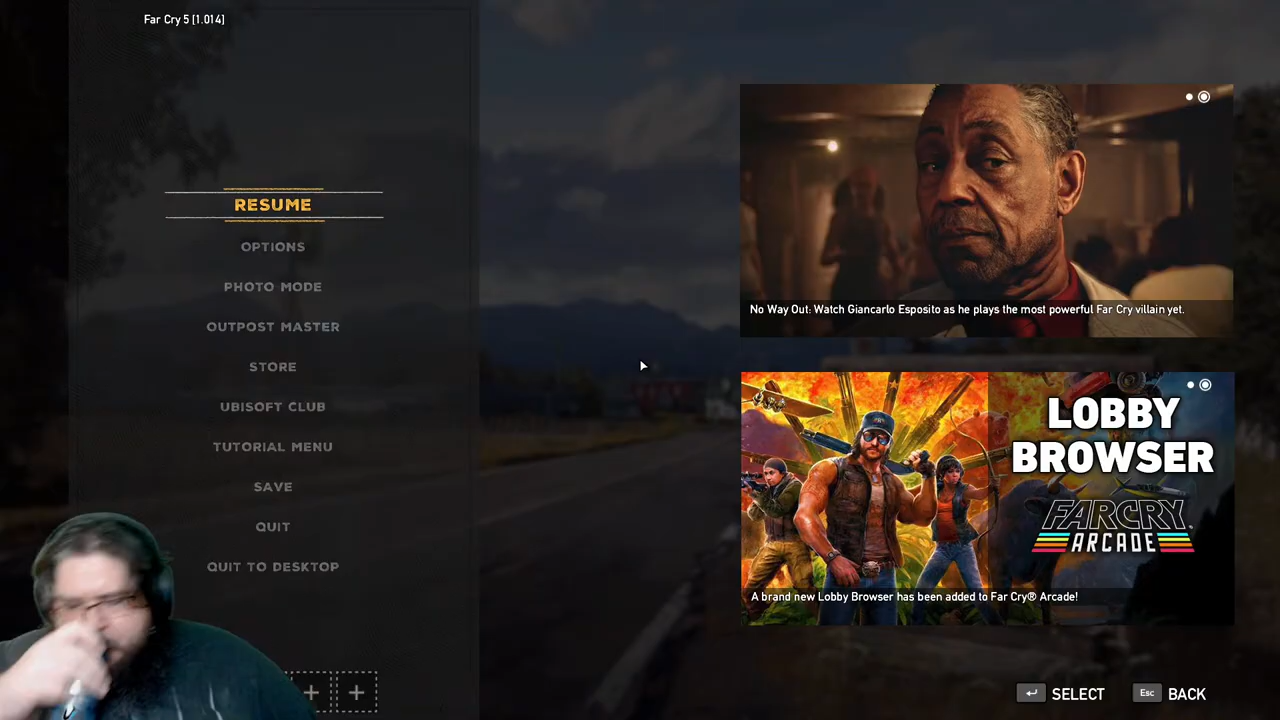 Far Cry 5 [1.014]
RESUME
OPTIONS
PHOTO MODE
OUTPOST MASTER
STORE
UBISOFT CLUB
TUTORIAL MENU
SAVE
QUIT
QUIT TO DESKTOP
No Way Out: Watch Giancarlo Esposito as he plays the most powerful Far Cry villain yet.
LOBBY
BROWSER
FARCRY®
ARCADE
A brand new Lobby Browser has been added to Far Cry® Arcade!
SELECT
Esc BACK